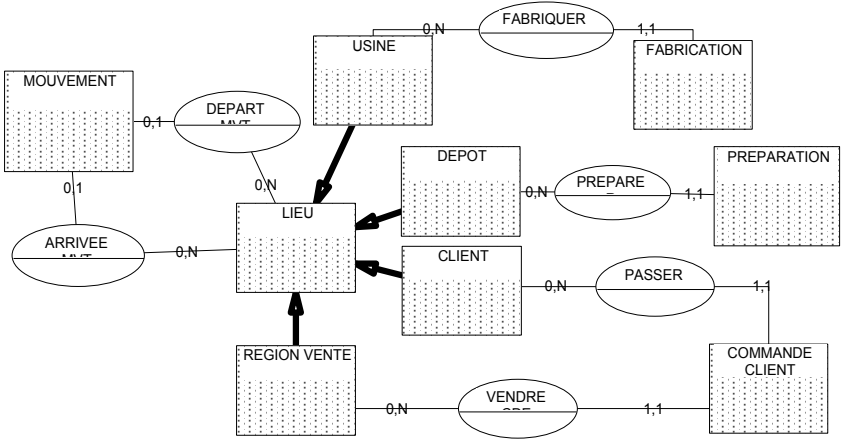 FABRIQUER
0,N
1,1
USINE
FABRICATION
MOUVEMENT
DEPART
0,1
0,N
DEPOT
PREPARATION
PREPARE
0,N
1,1
0,1
LIEU
ARRIVEE
0,N
CLIENT
PASSER
0,N
1,1
REGION VENTE
COMMANDE
CLIENT
VENDRE
0,N
1,1